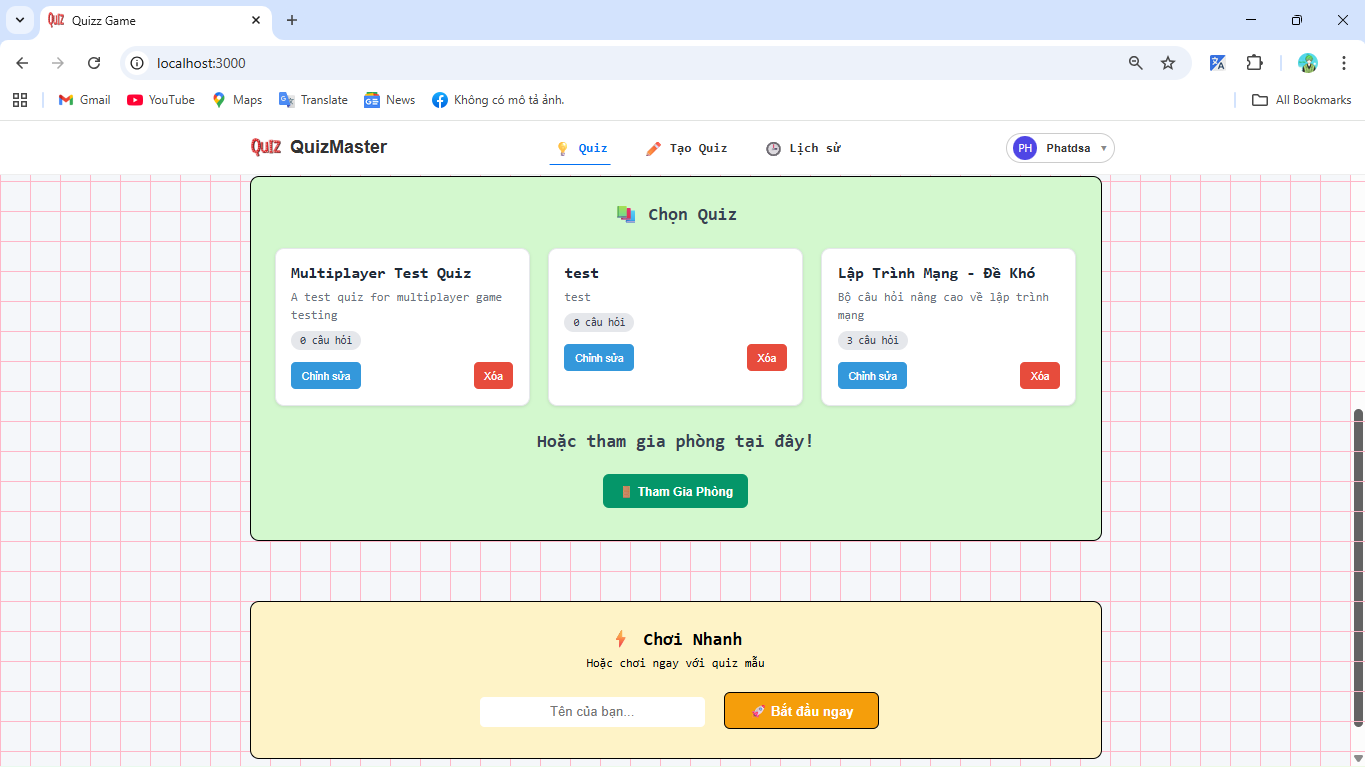 Quizz Game
localhost:3000
Gmail
YouTube
Maps
Translate
News
Không có mô tả ảnh.
All Bookmarks
QUIZ QuizMaster
Quiz
Tạo Quiz
Lịch sử
PH Phatdsa
Chọn Quiz
Multiplayer Test Quiz
A test quiz for multiplayer game
testing
0 câu hỏi
Chỉnh sửa
Xóa
test
test
0 câu hỏi
Chỉnh sửa
Xóa
Lập Trình Mạng - Đề Khó
Bộ câu hỏi nâng cao về lập trình
mạng
3 câu hỏi
Chỉnh sửa
Xóa
Hoặc tham gia phòng tại đây!
Tham Gia Phòng
Chơi Nhanh
Hoặc chơi ngay với quiz mẫu
Tên của bạn...
Bắt đầu ngay